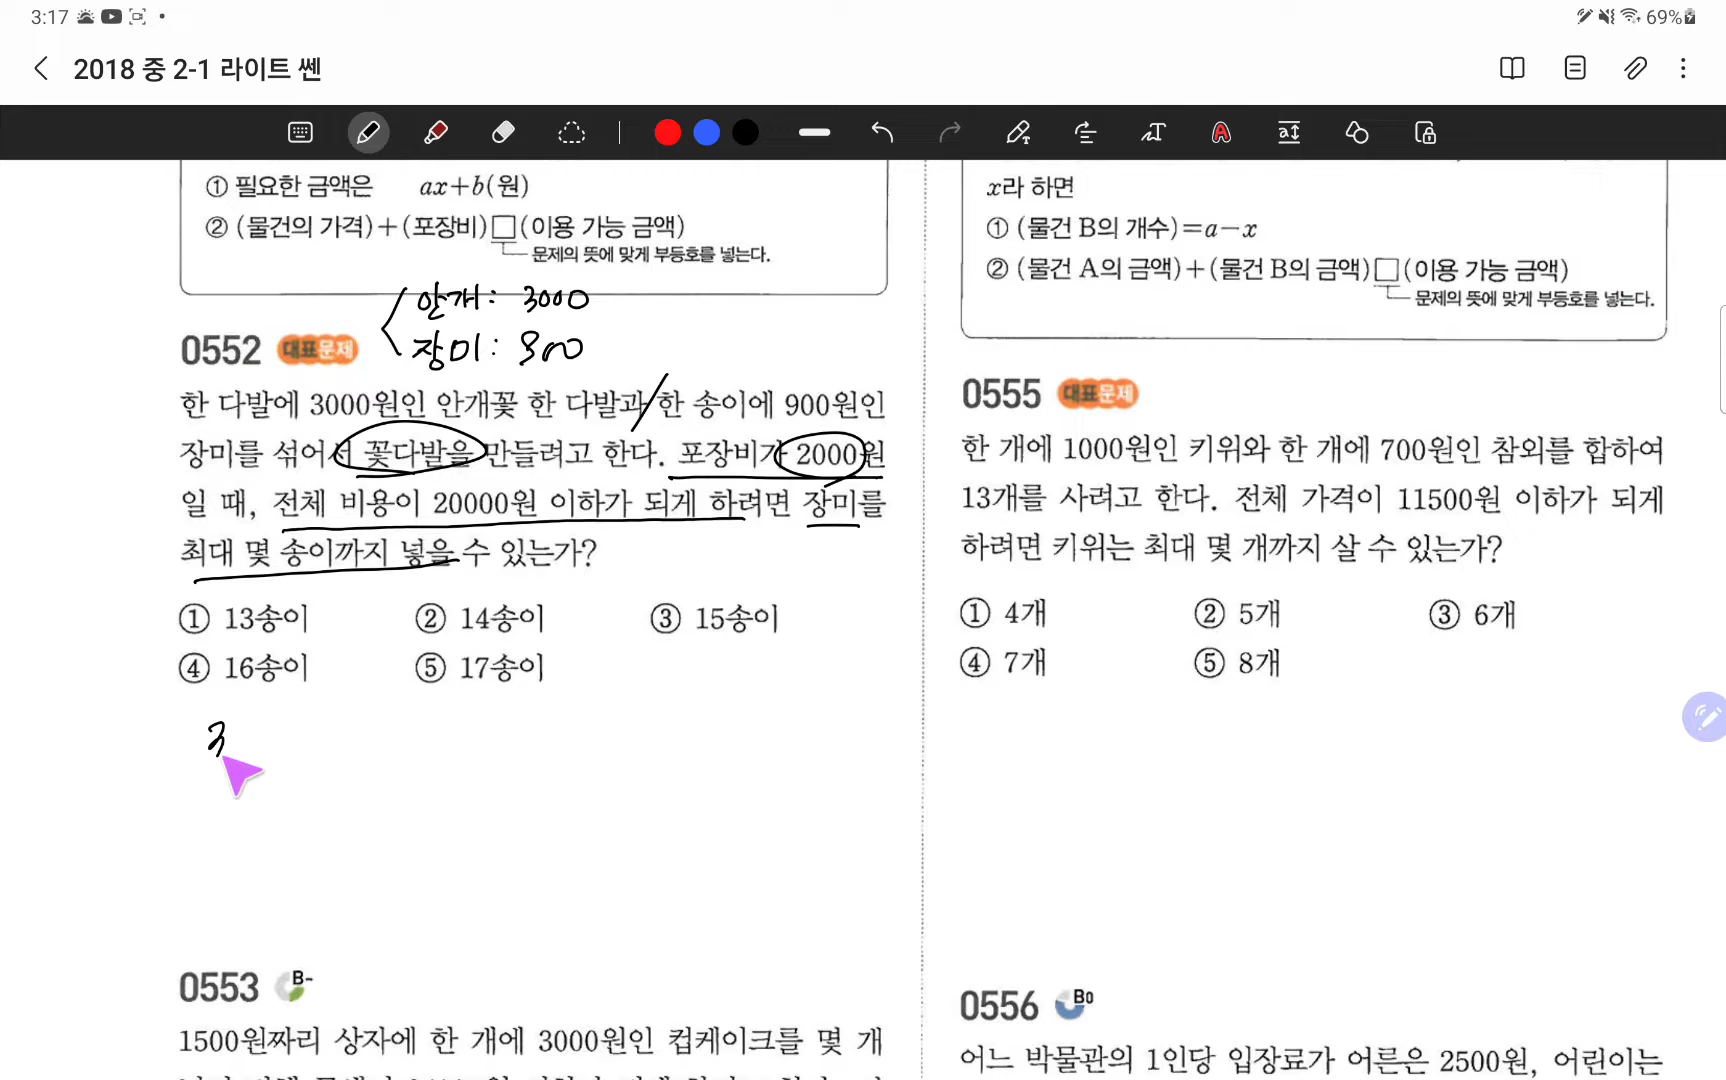 3:17
69%
2018 중 2-1 라이트 쎈
① 필요한 금액은 ax+b(원)
② (물건의 가격)+(포장비)□(이용 가능 금액)
문제의 뜻에 맞게 부등호를 넣는다.
안개: 3000
장미: 900
0552 대표문제
한 다발에 3000원인 안개꽃 한 다발과 한 송이에 900원인
장미를 섞어서 꽃다발을 만들려고 한다. 포장비가 2000원
일 때, 전체 비용이 20000원 이하가 되게 하려면 장미를
최대 몇 송이까지 넣을 수 있는가?
① 13송이 ② 14송이 ③ 15송이
④ 16송이 ⑤ 17송이
3
0553 B-
1500원짜리 상자에 한 개에 3000원인 컵케이크를 몇 개
x라 하면
① (물건 B의 개수)=a-x
② (물건 A의 금액)+(물건 B의 금액)□(이용 가능 금액)
문제의 뜻에 맞게 부등호를 넣는다.
0555 대표문제
한 개에 1000원인 키위와 한 개에 700원인 참외를 합하여
13개를 사려고 한다. 전체 가격이 11500원 이하가 되게
하려면 키위는 최대 몇 개까지 살 수 있는가?
① 4개 ② 5개 ③ 6개
④ 7개 ⑤ 8개
0556 B0
어느 박물관의 1인당 입장료가 어른은 2500원, 어린이는